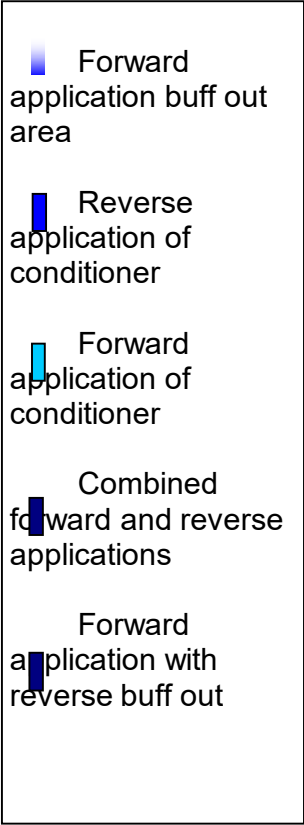 Forward
application buff out
area
Reverse
application of
conditioner
Forward
application of
conditioner
Combined
forward and reverse
applications
Forward
application with
reverse buff out